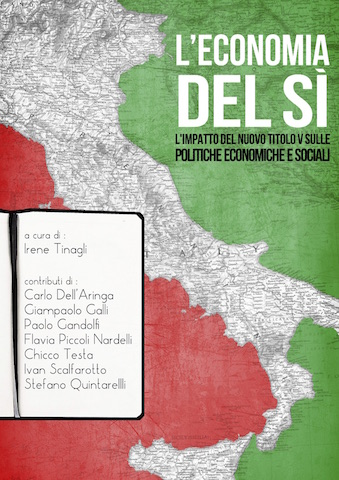 L'ECONOMIA
DEL SÌ
L'IMPATTO DEL NUOVO TITOLO V SULLE
POLITICHE ECONOMICHE E SOCIALI
a cura di :
Irene Tinagli
contributi di :
Carlo Dell'Aringa
Giampaolo Galli
Paolo Gandolfi
Flavia Piccoli Nardelli
Chicco Testa
Ivan Scalfarotto
Stefano Quintarellli